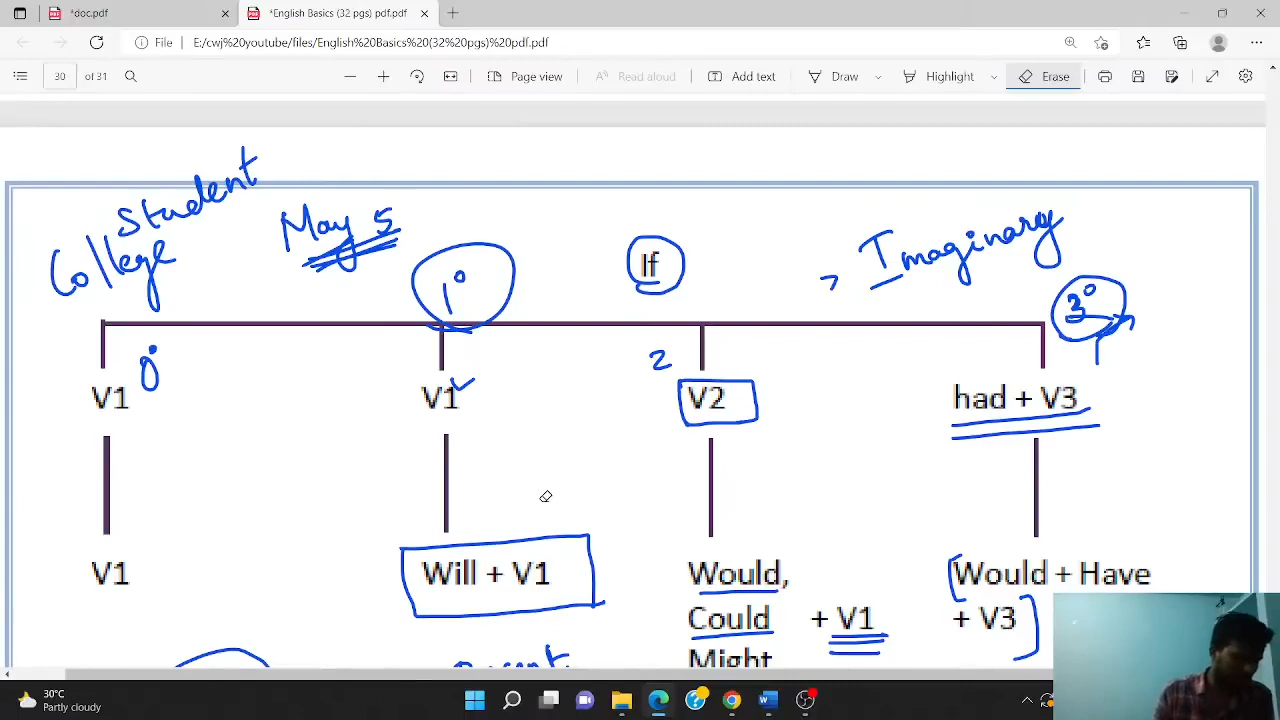 *doc.pdf
*English Basics (32 pgs) pdf.pdf
File
E:/cwj%20youtube/files/English%20Basics%20(32%20pgs)%20pdf.pdf
30 of 31
Page view
Read aloud
Add text
Draw
Highlight
Erase
College
Student
May 5
1°
If
, Imaginary
3°
0°
2
V1
V1
V2
had + V3
V1
Will + V1
Would,
Could
Might
+ V1
Would + Have
+ V3
30°C
Partly cloudy